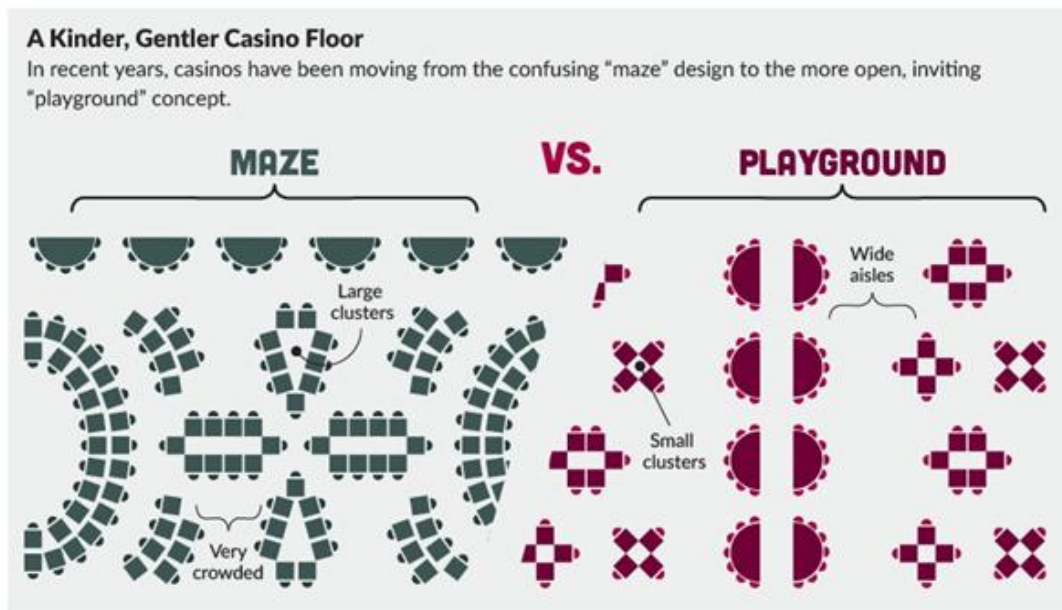 A Kinder, Gentler Casino Floor
In recent years, casinos have been moving from the confusing “maze” design to the more open, inviting
“playground” concept.
MAZE
VS.
PLAYGROUND
Large
clusters
Wide
aisles
Small
clusters
Very
crowded